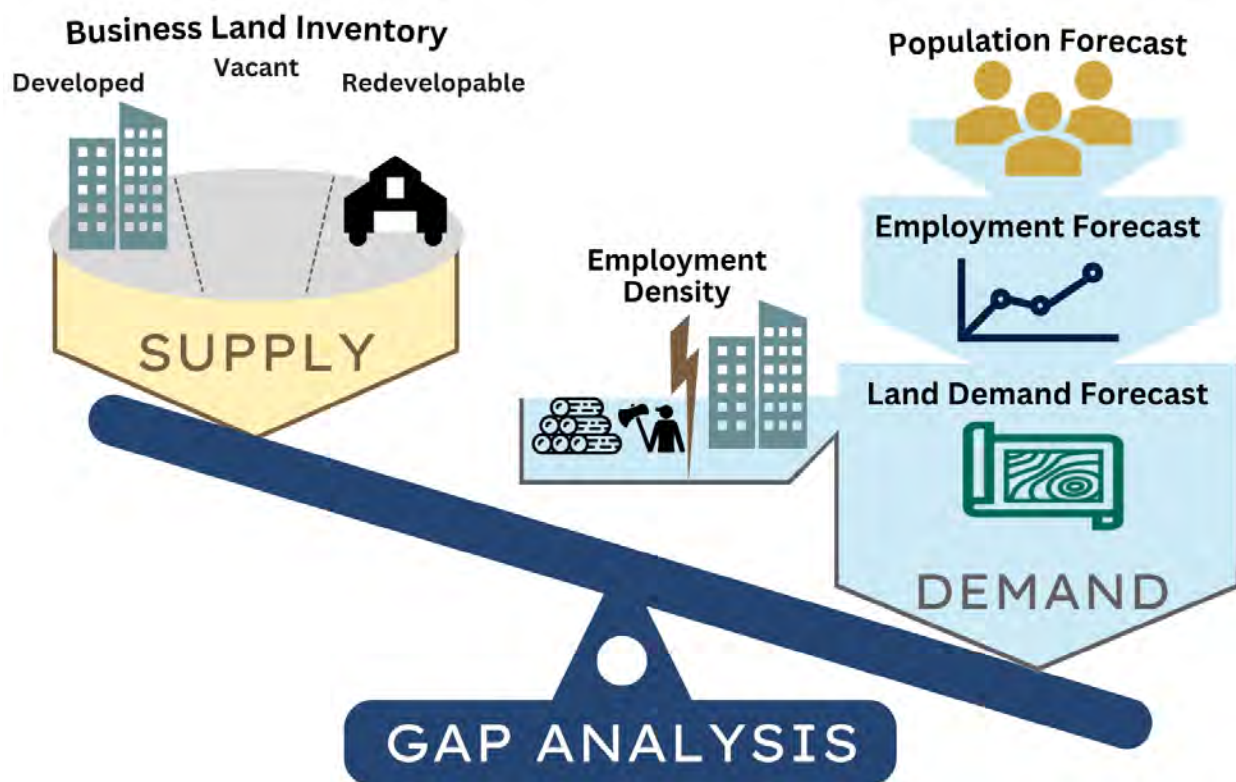 Business Land Inventory
Developed
Vacant
Redevelopable
SUPPLY
Employment
Density
Population Forecast
Employment Forecast
Land Demand Forecast
DEMAND
GAP ANALYSIS